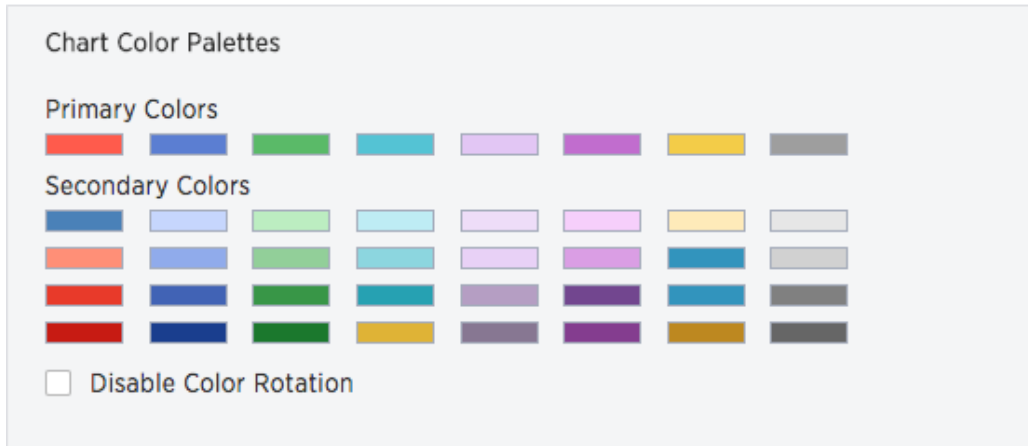 Chart Color Palettes
Primary Colors
Secondary Colors
Disable Color Rotation